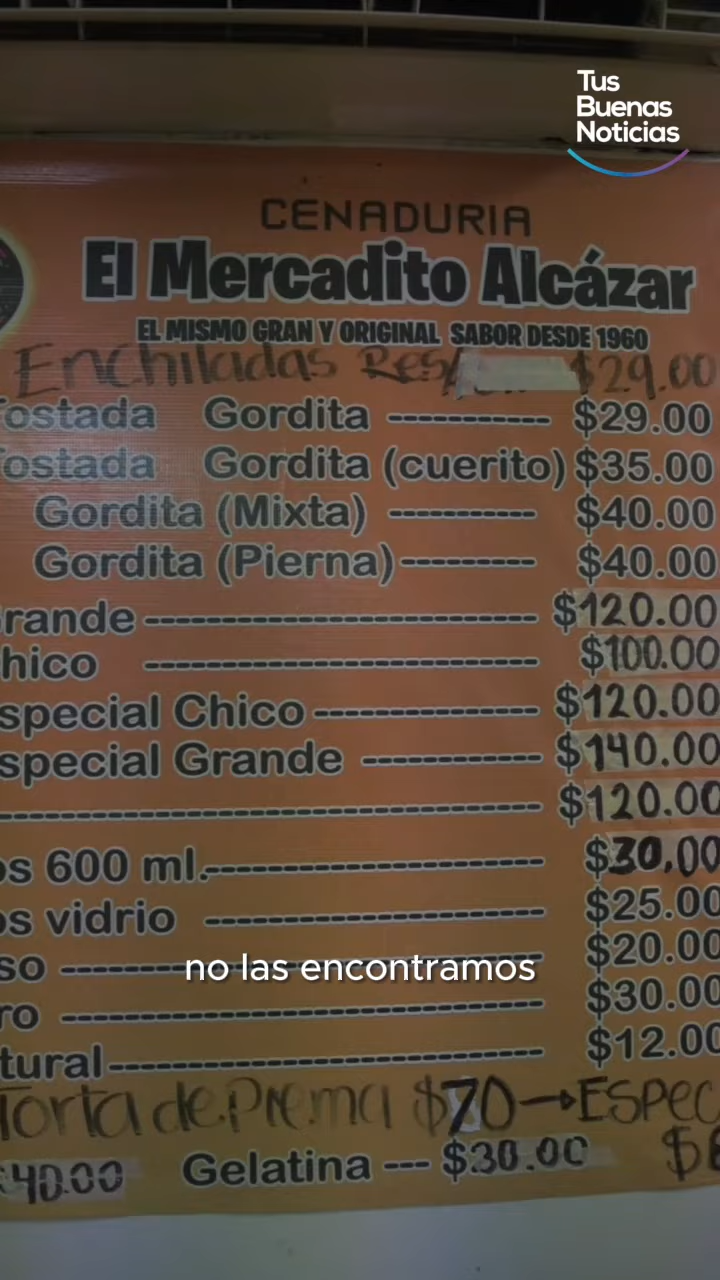 Tus
Buenas
Noticias
CENADURIA
El Mercadito Alcázar
EL MISMO GRAN Y ORIGINAL SABOR DESDE 1960
Enchiladas Res $29.00
ostada Gordita ---------- $29.00
ostada Gordita (cuerito) $35.00
Gordita (Mixta) --------- $40.00
Gordita (Pierna) --------- $40.00
rande ---------- $120.00
hico ---------- $100.00
special Chico ---------- $120.00
special Grande ---------- $140.00
---------- $120.00
os 600 ml. ---------- $30.00
os vidrio ---------- $25.00
so ---------- $20.00
no las encontramos
ro ---------- $30.00
tural ---------- $12.00
Torta de Pierna $70→ESPEC
40.00 Gelatina --- $30.00